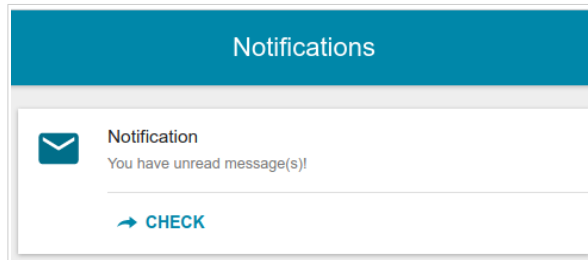 Notifications
Notification
You have unread message(s)!
CHECK